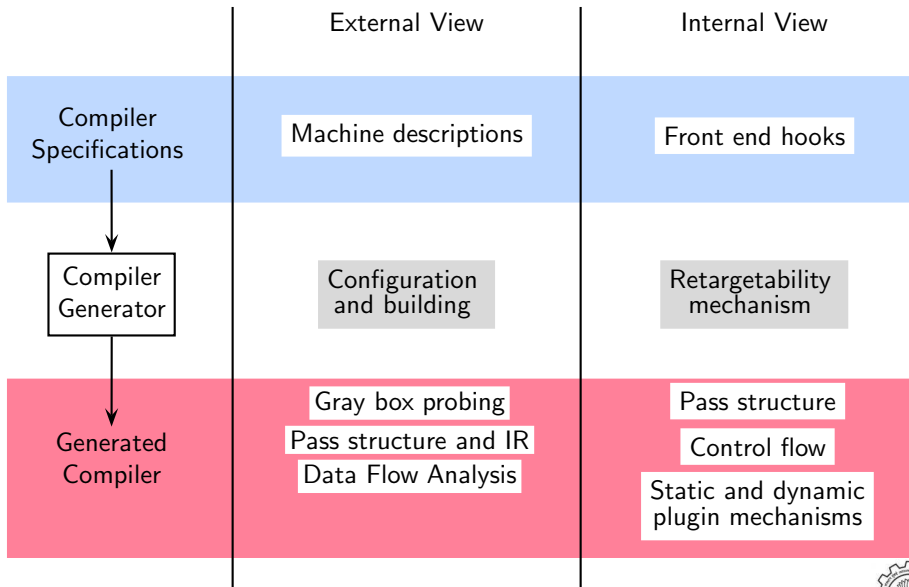 External View
Internal View
Compiler
Specifications
Machine descriptions
Front end hooks
Compiler
Generator
Configuration
and building
Retargetability
mechanism
Generated
Compiler
Gray box probing
Pass structure and IR
Data Flow Analysis
Pass structure
Control flow
Static and dynamic
plugin mechanisms